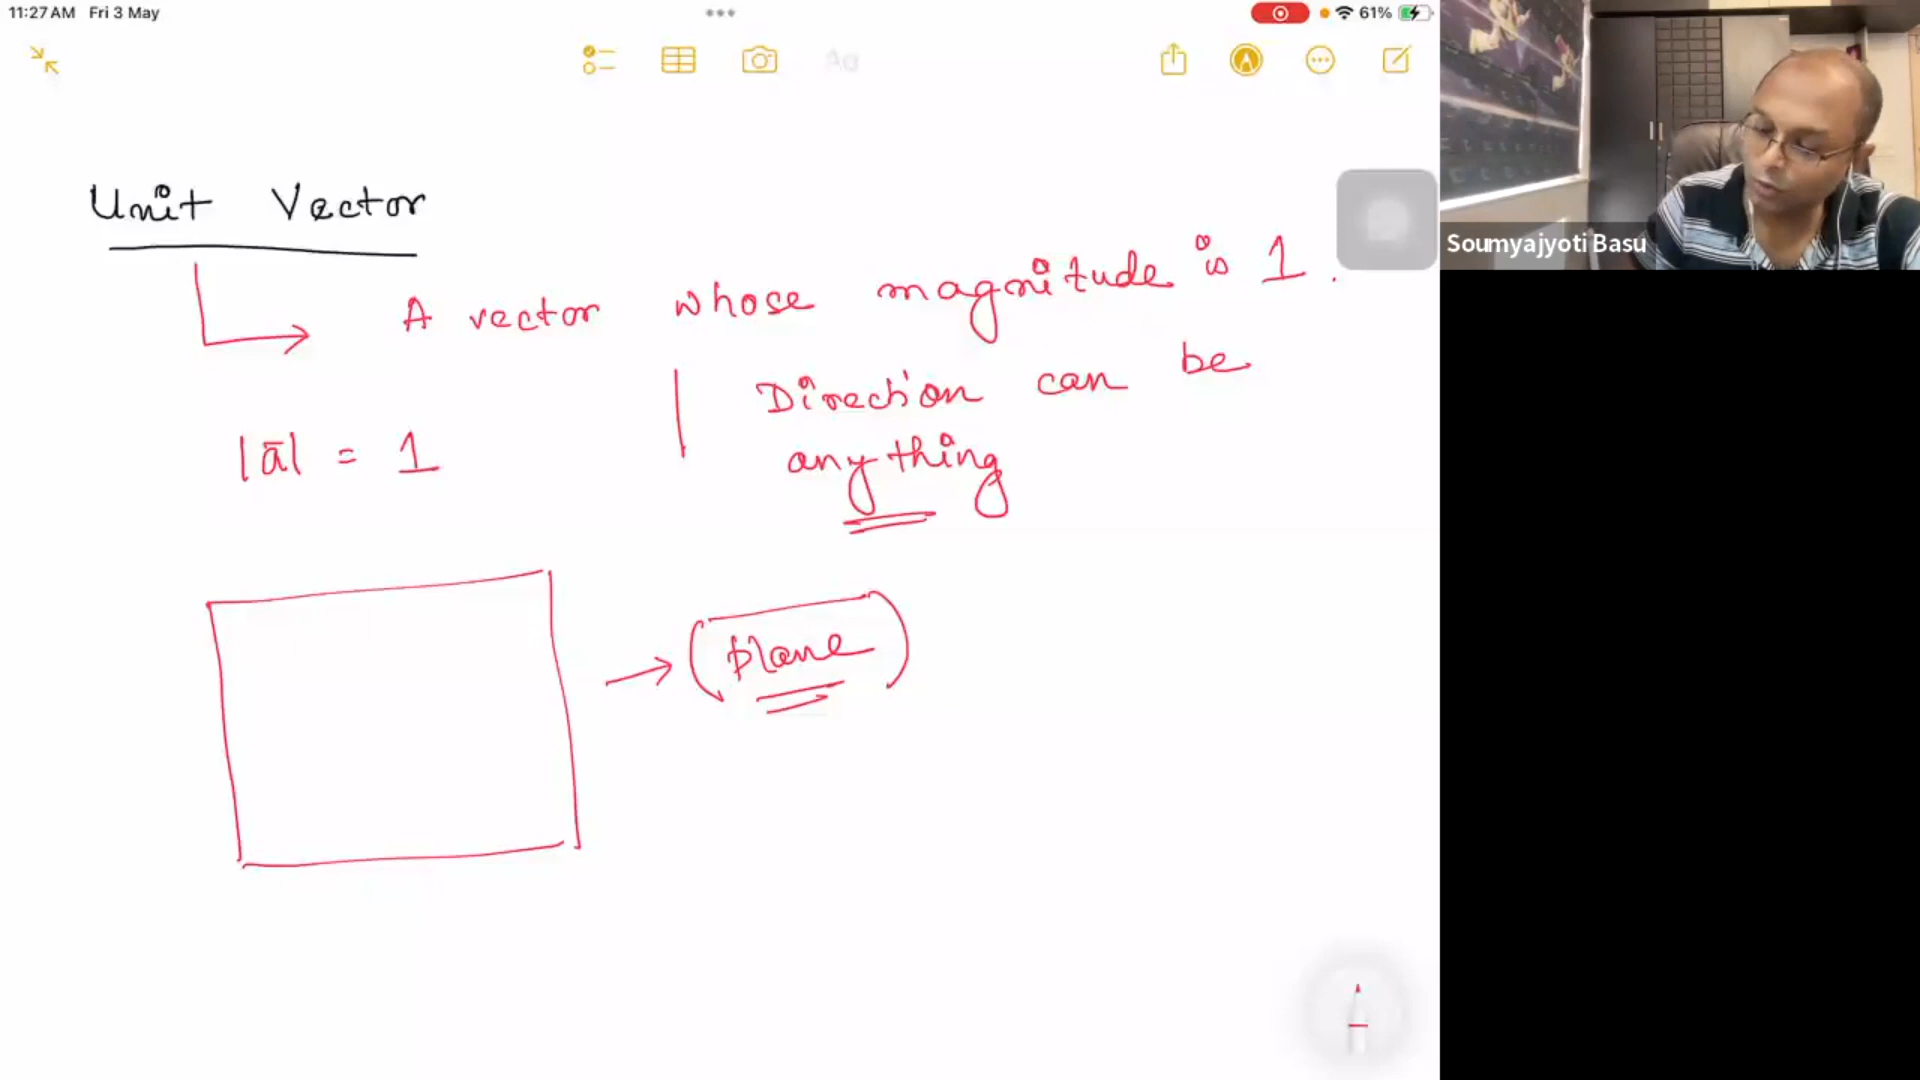 11:27 AM Fri 3 May
61%
Aa
Soumyajyoti Basu
Unit Vector
A vector whose magnitude is 1.
|ā| = 1
Direction can be
anything
(plane)